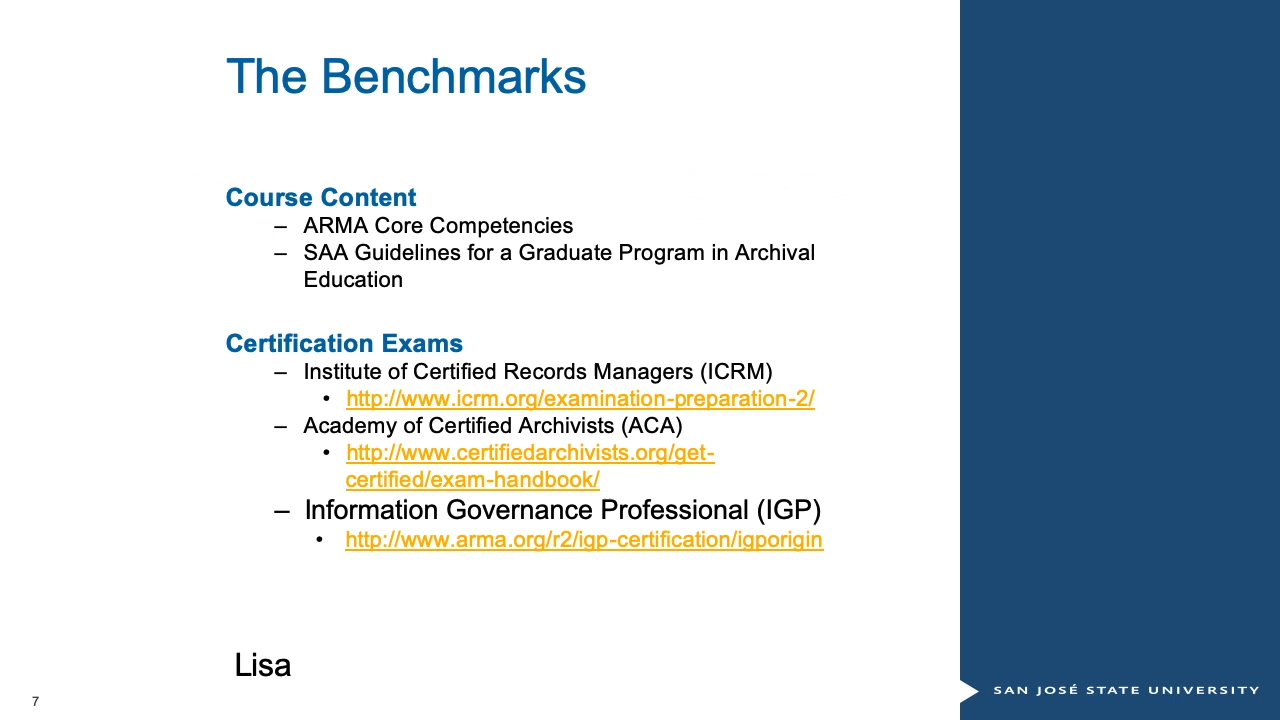 The Benchmarks
Course Content
– ARMA Core Competencies
– SAA Guidelines for a Graduate Program in Archival
Education
Certification Exams
– Institute of Certified Records Managers (ICRM)
• http://www.icrm.org/examination-preparation-2/
– Academy of Certified Archivists (ACA)
• http://www.certifiedarchivists.org/get-
certified/exam-handbook/
– Information Governance Professional (IGP)
• http://www.arma.org/r2/igp-certification/igporigin
Lisa
7
SAN JOSÉ STATE UNIVERSITY